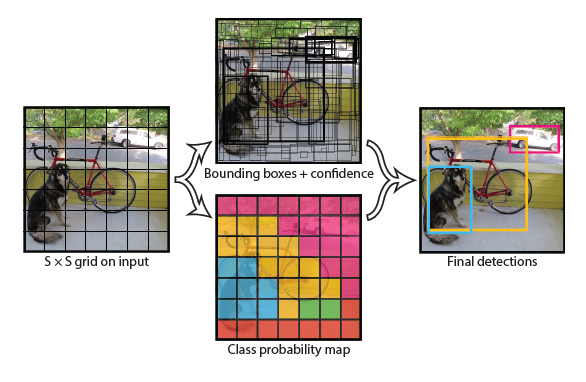 Bounding boxes + confidence
S × S grid on input
Final detections
Class probability map